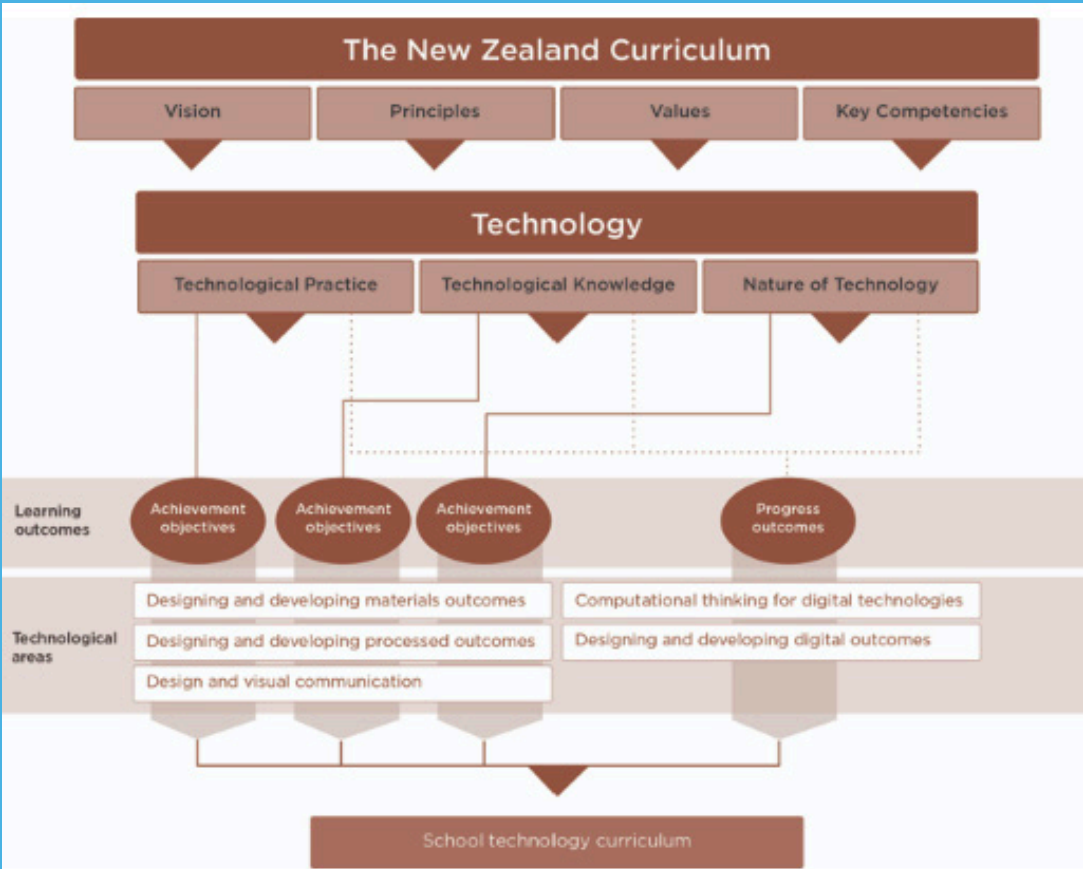 The New Zealand Curriculum
Vision
Principles
Values
Key Competencies
Technology
Technological Practice
Technological Knowledge
Nature of Technology
Learning
outcomes
Achievement
objectives
Achievement
objectives
Achievement
objectives
Progress
outcomes
Technological
areas
Designing and developing materials outcomes
Designing and developing processed outcomes
Design and visual communication
Computational thinking for digital technologies
Designing and developing digital outcomes
School technology curriculum